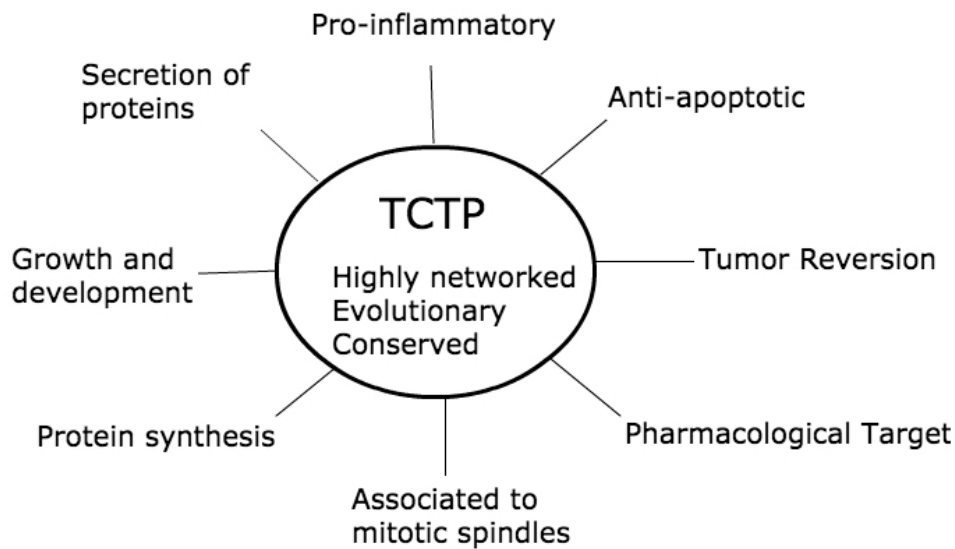 Pro-inflammatory
Secretion of
proteins
Anti-apoptotic
TCTP
Highly networked
Evolutionary
Conserved
Growth and
development
Tumor Reversion
Protein synthesis
Pharmacological Target
Associated to
mitotic spindles